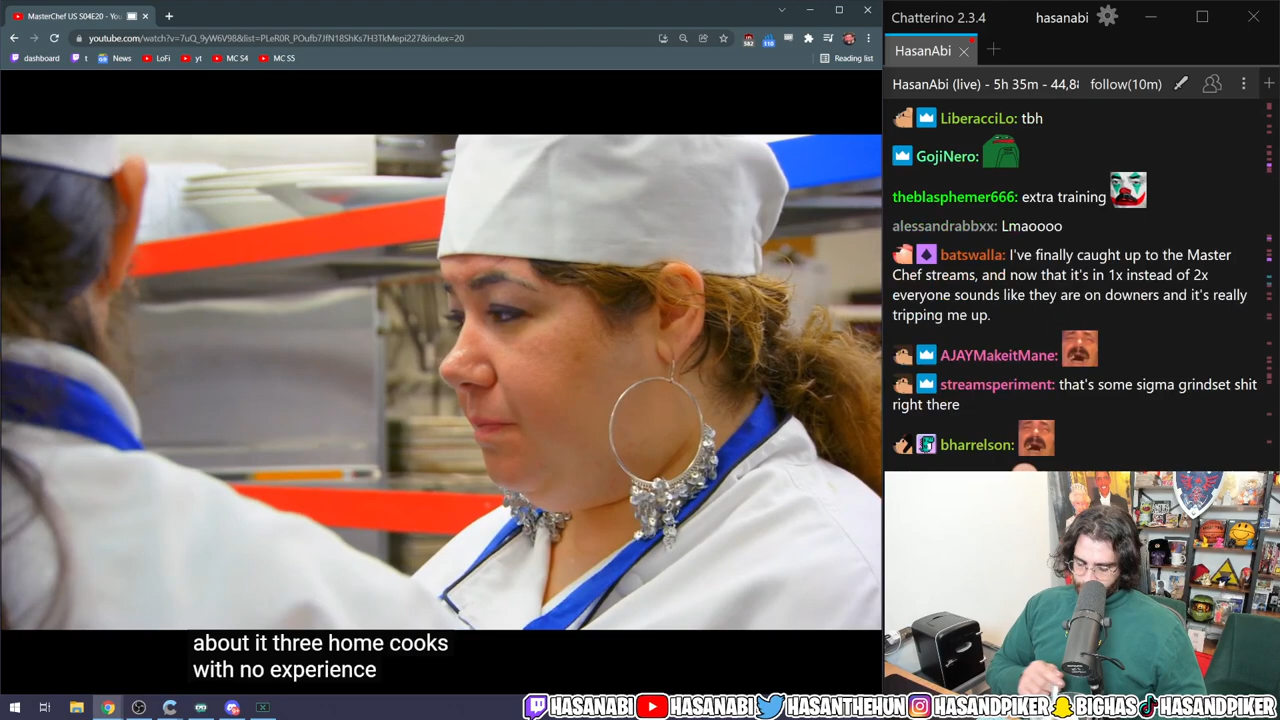 MasterChef US S04E20 - You
youtube.com/watch?v=7uQ_9yW6V98&list=PLeR0R_POufb7JfN18ShKs7H3TkMepi227&index=20
582
110
dashboard
t
News
LoFi
yt
MC S4
MC S5
Reading list
about it three home cooks
with no experience
Chatterino 2.3.4
hasanabi
HasanAbi
HasanAbi (live) - 5h 35m - 44,8
follow(10m)
LiberacciLo: tbh
GojiNero:
theblasphemer666: extra training
alessandrabbxx: Lmaoooo
batswalla: I've finally caught up to the Master
Chef streams, and now that it's in 1x instead of 2x
everyone sounds like they are on downers and it's really
tripping me up.
AJAYMakeitMane:
streamsperiment: that's some sigma grindset shit
right there
bharrelson:
HASANABI
HASANABI
HASANTHEHUN
HASANDPIKER
BIGHAS
HASANDPIKER